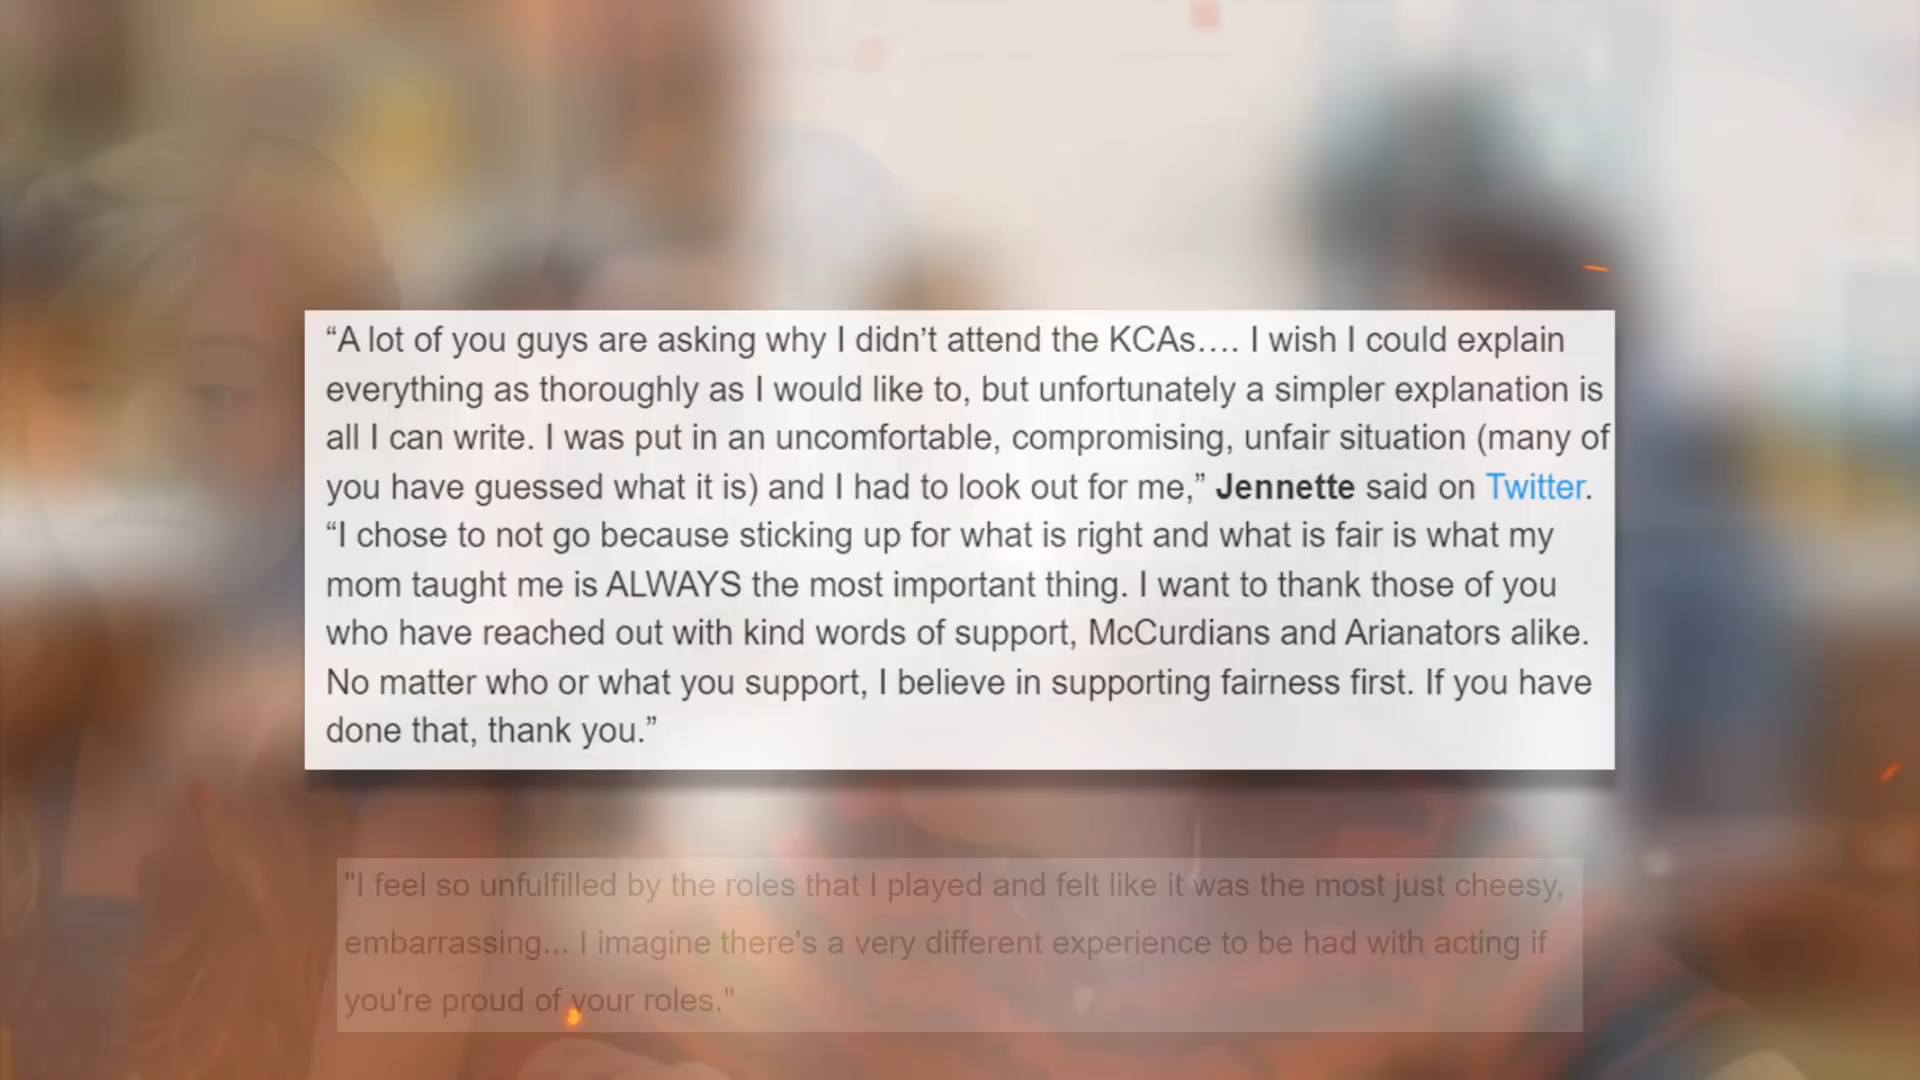 “A lot of you guys are asking why I didn’t attend the KCAs…. I wish I could explain
everything as thoroughly as I would like to, but unfortunately a simpler explanation is
all I can write. I was put in an uncomfortable, compromising, unfair situation (many of
you have guessed what it is) and I had to look out for me,” Jennette said on Twitter.
“I chose to not go because sticking up for what is right and what is fair is what my
mom taught me is ALWAYS the most important thing. I want to thank those of you
who have reached out with kind words of support, McCurdians and Arianators alike.
No matter who or what you support, I believe in supporting fairness first. If you have
done that, thank you.”
"I feel so unfulfilled by the roles that I played and felt like it was the most just cheesy,
embarrassing... I imagine there's a very different experience to be had with acting if
you're proud of your roles."